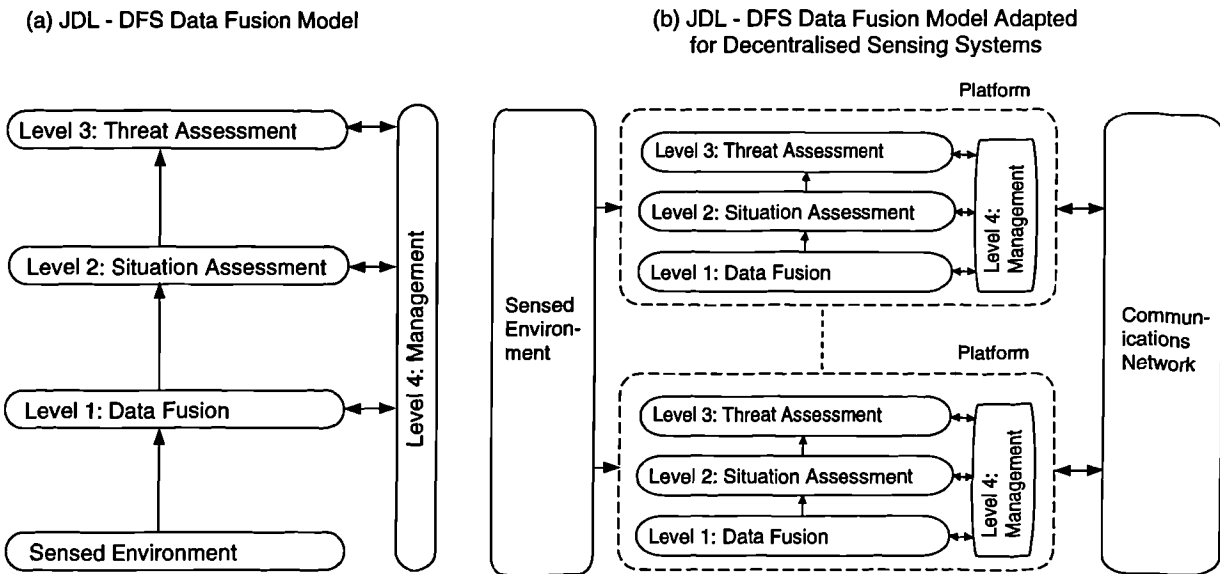 (a) JDL - DFS Data Fusion Model
Level 3: Threat Assessment
Level 2: Situation Assessment
Level 1: Data Fusion
Sensed Environment
Level 4: Management
(b) JDL - DFS Data Fusion Model Adapted
for Decentralised Sensing Systems
Sensed
Environ-
ment
Platform
Level 3: Threat Assessment
Level 2: Situation Assessment
Level 1: Data Fusion
Level 4:
Management
Platform
Level 3: Threat Assessment
Level 2: Situation Assessment
Level 1: Data Fusion
Level 4:
Management
Commun-
ications
Network